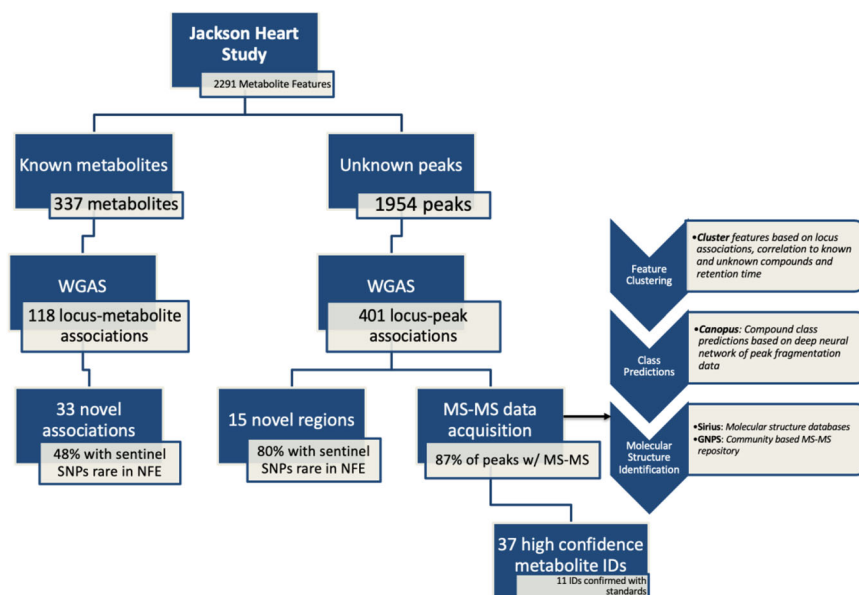 Jackson Heart
Study
2291 Metabolite Features
Known metabolites
337 metabolites
Unknown peaks
1954 peaks
WGAS
118 locus-metabolite
associations
WGAS
401 locus-peak
associations
33 novel
associations
48% with sentinel
SNPs rare in NFE
15 novel regions
80% with sentinel
SNPs rare in NFE
MS-MS data
acquisition
87% of peaks w/ MS-MS
37 high confidence
metabolite IDs
11 IDs confirmed with
standards
Feature
Clustering
•Cluster features based on locus
associations, correlation to known
and unknown compounds and
retention time
Class
Predictions
•Canopus: Compound class
predictions based on deep neural
network of peak fragmentation
data
Molecular
Structure
Identification
•Sirius: Molecular structure databases
•GNPS: Community based MS-MS
repository